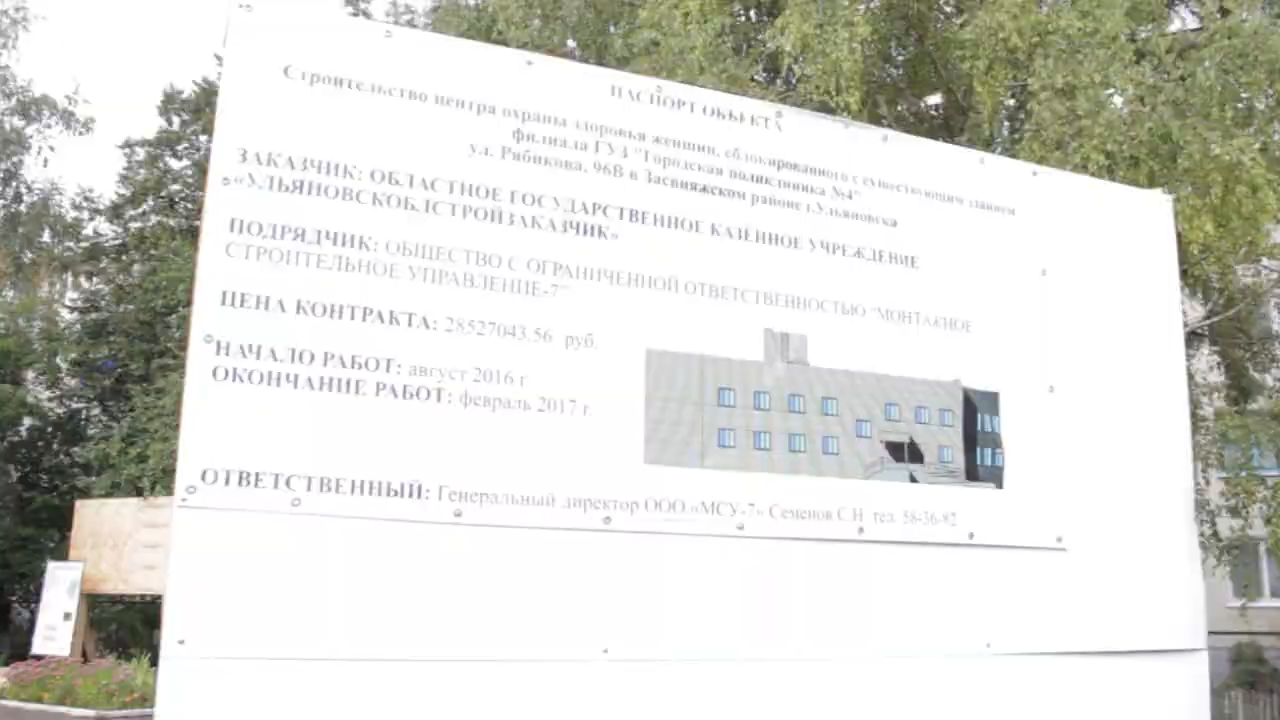 ПАСПОРТ ОБЪЕКТА
Строительство центра охраны здоровья женщин, сблокированного с существующим зданием
филиала ГУЗ "Городская поликлиника №4"
ул. Рябикова, 96В в Засвияжском районе г.Ульяновска
ЗАКАЗЧИК: ОБЛАСТНОЕ ГОСУДАРСТВЕННОЕ КАЗЁННОЕ УЧРЕЖДЕНИЕ
«УЛЬЯНОВСКОБЛСТРОЙЗАКАЗЧИК»
ПОДРЯДЧИК: ОБЩЕСТВО С ОГРАНИЧЕННОЙ ОТВЕТСТВЕННОСТЬЮ "МОНТАЖНОЕ
СТРОИТЕЛЬНОЕ УПРАВЛЕНИЕ-7"
ЦЕНА КОНТРАКТА: 28527043,56 руб.
НАЧАЛО РАБОТ: август 2016 г
ОКОНЧАНИЕ РАБОТ: февраль 2017 г.
ОТВЕТСТВЕННЫЙ: Генеральный директор ООО «МСУ-7» Семенов С.Н. тел. 58-36-82